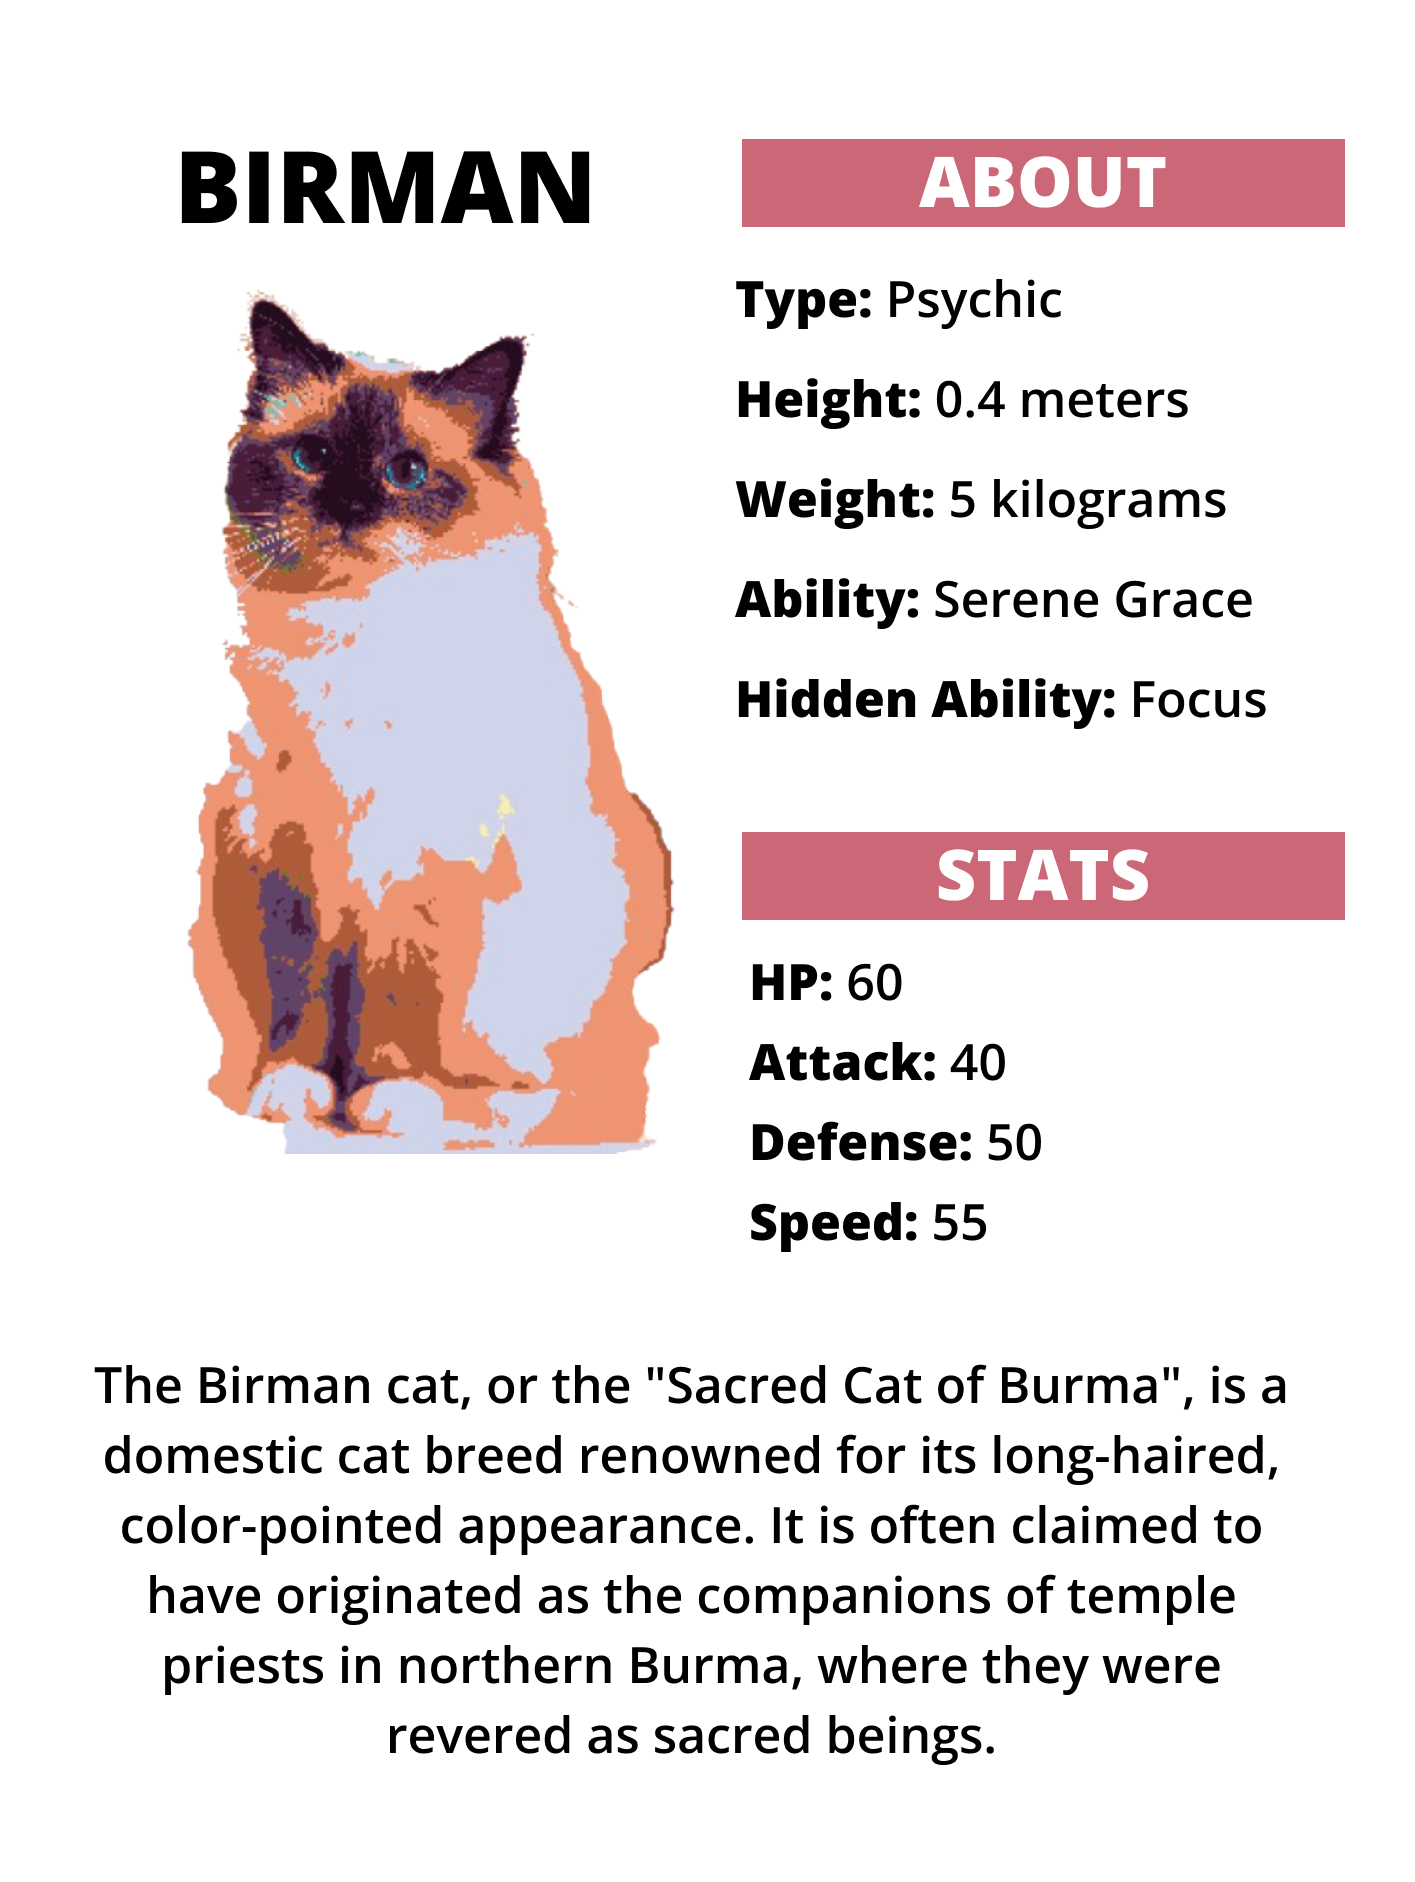 BIRMAN
ABOUT
Type: Psychic
Height: 0.4 meters
Weight: 5 kilograms
Ability: Serene Grace
Hidden Ability: Focus
STATS
HP: 60
Attack: 40
Defense: 50
Speed: 55
The Birman cat, or the "Sacred Cat of Burma", is a
domestic cat breed renowned for its long-haired,
color-pointed appearance. It is often claimed to
have originated as the companions of temple
priests in northern Burma, where they were
revered as sacred beings.